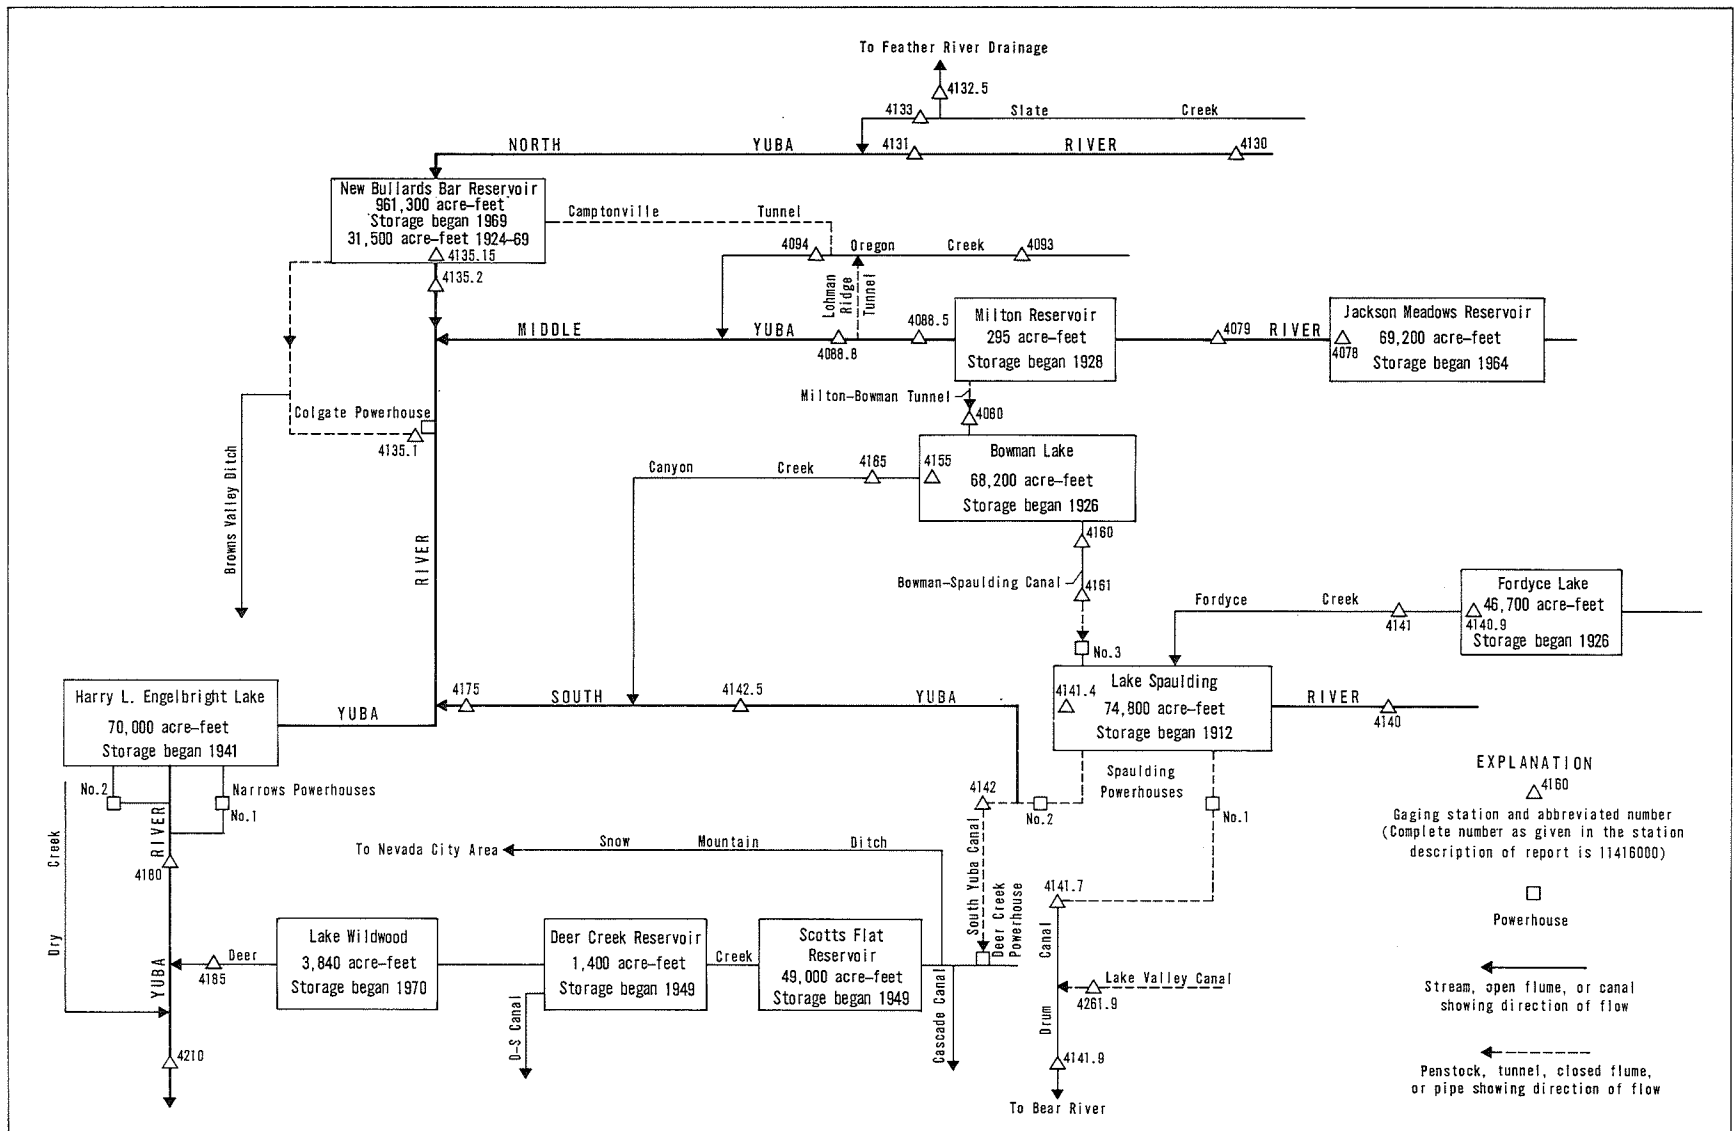 To Feather River Drainage
4132.5
4133
Slate Creek
NORTH YUBA RIVER
4131
4130
New Bullards Bar Reservoir
961,300 acre-feet
Storage began 1969
31,500 acre-feet 1924-69
4135.15
4135.2
Camptonville Tunnel
4094
Oregon Creek
4093
Lohman Ridge Tunnel
MIDDLE YUBA RIVER
4088.8
4088.5
Milton Reservoir
295 acre-feet
Storage began 1928
4079
Jackson Meadows Reservoir
69,200 acre-feet
4078
Storage began 1964
Milton-Bowman Tunnel
4080
Colgate Powerhouse
4135.1
Browns Valley Ditch
RIVER
Canyon Creek
4165
4155
Bowman Lake
68,200 acre-feet
Storage began 1926
4160
Bowman-Spaulding Canal
4161
No.3
Fordyce Creek
4141
Fordyce Lake
46,700 acre-feet
4140.9
Storage began 1926
Harry L. Engelbright Lake
70,000 acre-feet
Storage began 1941
YUBA
4175
SOUTH YUBA RIVER
4142.5
4141.4
Lake Spaulding
74,800 acre-feet
Storage began 1912
4140
No.2
Narrows Powerhouses
No.1
RIVER
4180
Dry Creek
4142
No.2
Spaulding
Powerhouses
No.1
South Yuba Canal
To Nevada City Area
Snow Mountain Ditch
Deer Creek
Powerhouse
4141.7
Drum Canal
Lake Valley Canal
4261.9
4141.9
To Bear River
YUBA
4185
Deer Creek
Lake Wildwood
3,840 acre-feet
Storage began 1970
Deer Creek Reservoir
1,400 acre-feet
Storage began 1949
Scotts Flat
Reservoir
49,000 acre-feet
Storage began 1949
D-S Canal
Cascade Canal
4210
EXPLANATION
4160
Gaging station and abbreviated number
(Complete number as given in the station
description of report is 11416000)
Powerhouse
Stream, open flume, or canal
showing direction of flow
Penstock, tunnel, closed flume,
or pipe showing direction of flow